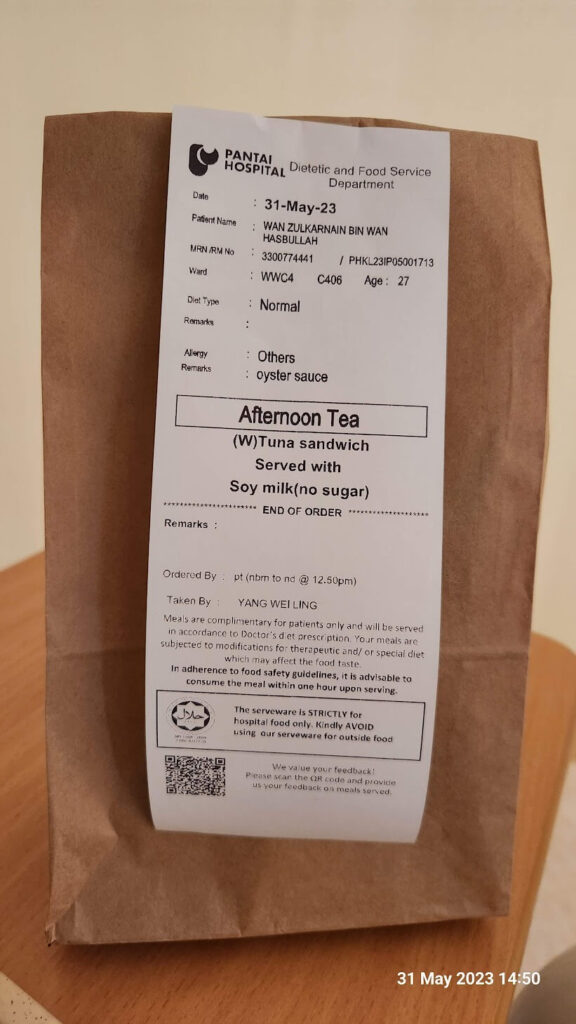 PANTAI
HOSPITAL
Dietetic and Food Service
Department
Date : 31-May-23
Patient Name : WAN ZULKARNAIN BIN WAN
HASBULLAH
MRN /RM No : 3300774441 / PHKL23IP05001713
Ward : WWC4 C406 Age : 27
Diet Type : Normal
Remarks :
Allergy : Others
Remarks : oyster sauce
Afternoon Tea
(W)Tuna sandwich
Served with
Soy milk(no sugar)
************************ END OF ORDER ********************
Remarks :
Ordered By : pt (nbm to nd @ 12.50pm)
Taken By : YANG WEI LING
Meals are complimentary for patients only and will be served
in accordance to Doctor's diet prescription. Your meals are
subjected to modifications for therapeutic and/ or special diet
which may affect the food taste.
In adherence to food safety guidelines, it is advisable to
consume the meal within one hour upon serving.
حلال
The serveware is STRICTLY for
hospital food only. Kindly AVOID
using our serveware for outside food
We value your feedback!
Please scan the QR code and provide
us your feedback on meals served.
31 May 2023 14:50